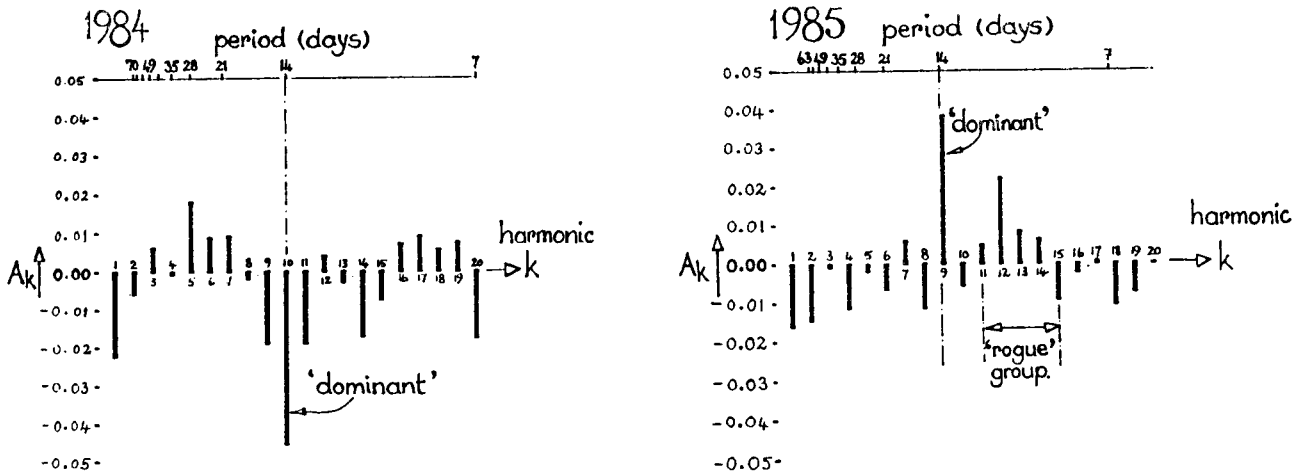 1984
period (days)
70 49 35 28 21 14 7
0.05
0.04-
0.03-
0.02-
0.01-
0.00-
-0.01-
-0.02-
-0.03-
-0.04-
-0.05-
Ak
1 2 3 4 5 6 7 8 9 10 11 12 13 14 15 16 17 18 19 20
harmonic
k
'dominant'
1985
period (days)
63 49 35 28 21 14 7
0.05
0.04-
0.03-
0.02-
0.01-
0.00-
-0.01-
-0.02-
-0.03-
-0.04-
-0.05-
Ak
'dominant'
1 2 3 4 5 6 7 8 9 10 11 12 13 14 15 16 17 18 19 20
harmonic
k
'rogue'
group.